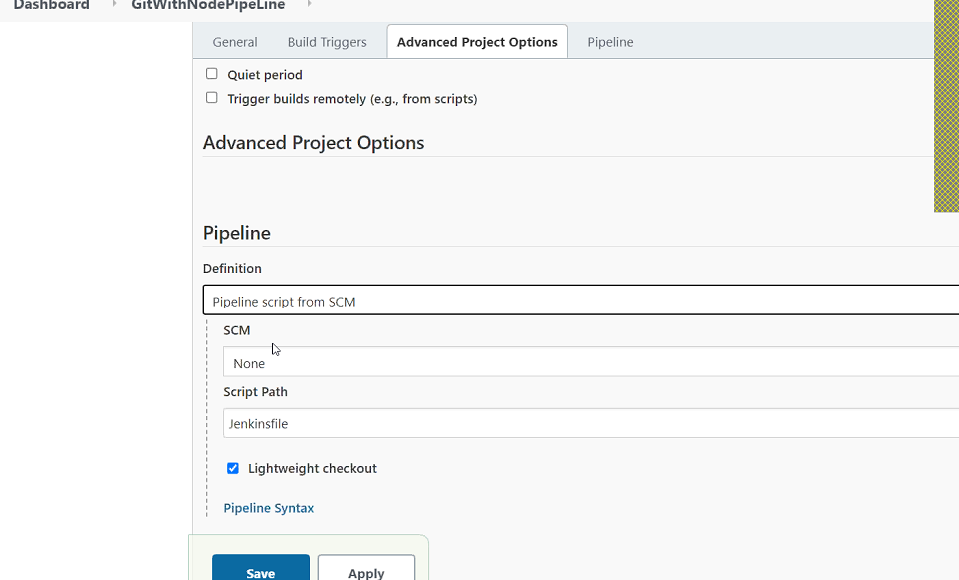 Dashboard GitWithNodePipeLine
General Build Triggers Advanced Project Options Pipeline
Quiet period
Trigger builds remotely (e.g., from scripts)
Advanced Project Options
Pipeline
Definition
Pipeline script from SCM
SCM
None
Script Path
Jenkinsfile
Lightweight checkout
Pipeline Syntax
Save Apply